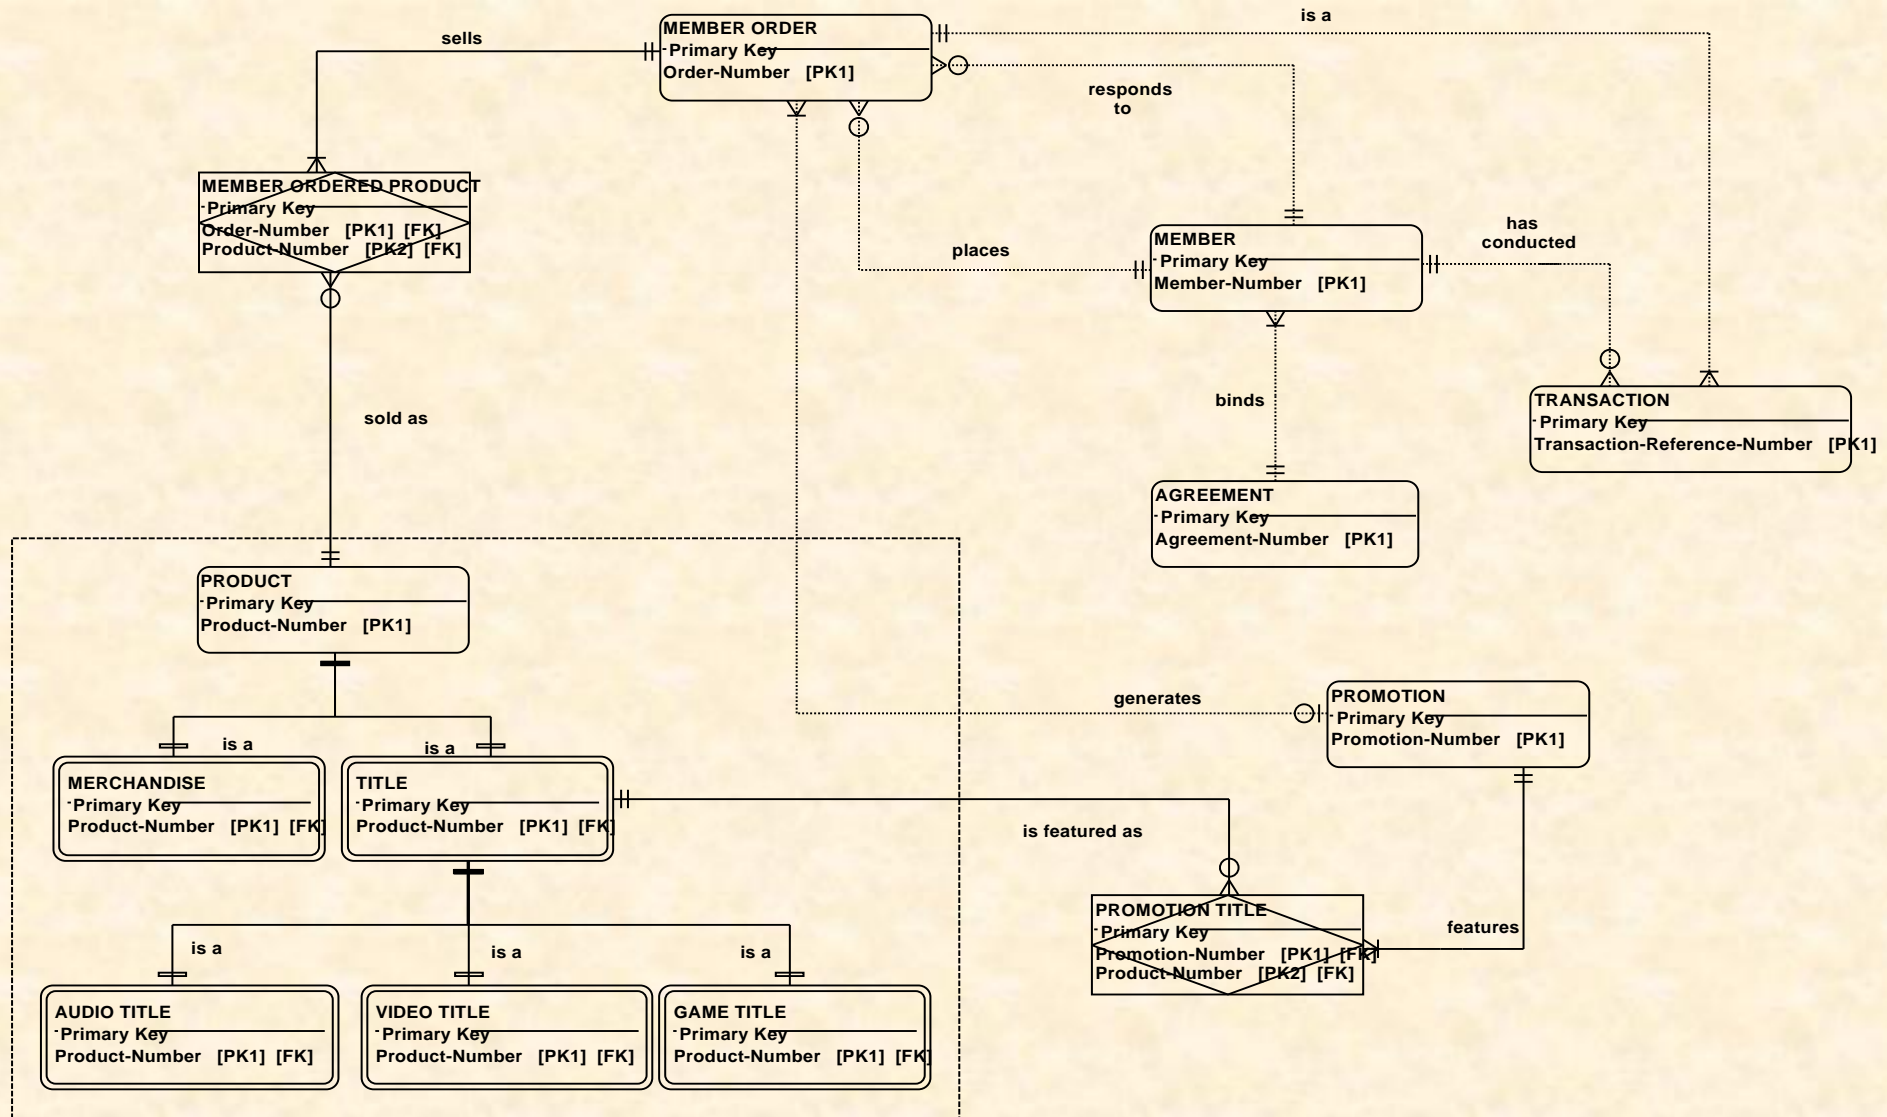 is a
MEMBER ORDER
Primary Key
Order-Number [PK1]
sells
responds
to
MEMBER ORDERED PRODUCT
Primary Key
Order-Number [PK1] [FK]
Product-Number [PK2] [FK]
places
MEMBER
Primary Key
Member-Number [PK1]
has
conducted
sold as
binds
TRANSACTION
Primary Key
Transaction-Reference-Number [PK1]
AGREEMENT
Primary Key
Agreement-Number [PK1]
PRODUCT
Primary Key
Product-Number [PK1]
generates
PROMOTION
Primary Key
Promotion-Number [PK1]
is a
is a
MERCHANDISE
Primary Key
Product-Number [PK1] [FK]
TITLE
Primary Key
Product-Number [PK1] [FK]
is featured as
PROMOTION TITLE
Primary Key
Promotion-Number [PK1] [FK]
Product-Number [PK2] [FK]
features
is a
is a
is a
AUDIO TITLE
Primary Key
Product-Number [PK1] [FK]
VIDEO TITLE
Primary Key
Product-Number [PK1] [FK]
GAME TITLE
Primary Key
Product-Number [PK1] [FK]